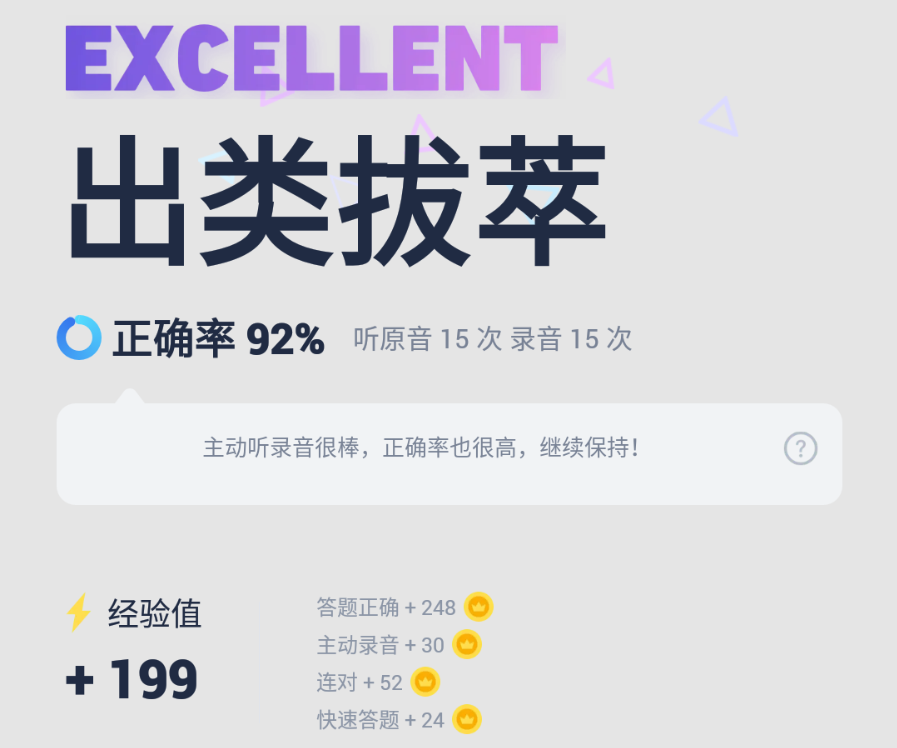 EXCELLENT
出类拔萃
正确率 92% 听原音 15 次 录音 15 次
主动听录音很棒，正确率也很高，继续保持！
?
经验值
+ 199
答题正确 + 248
主动录音 + 30
连对 + 52
快速答题 + 24